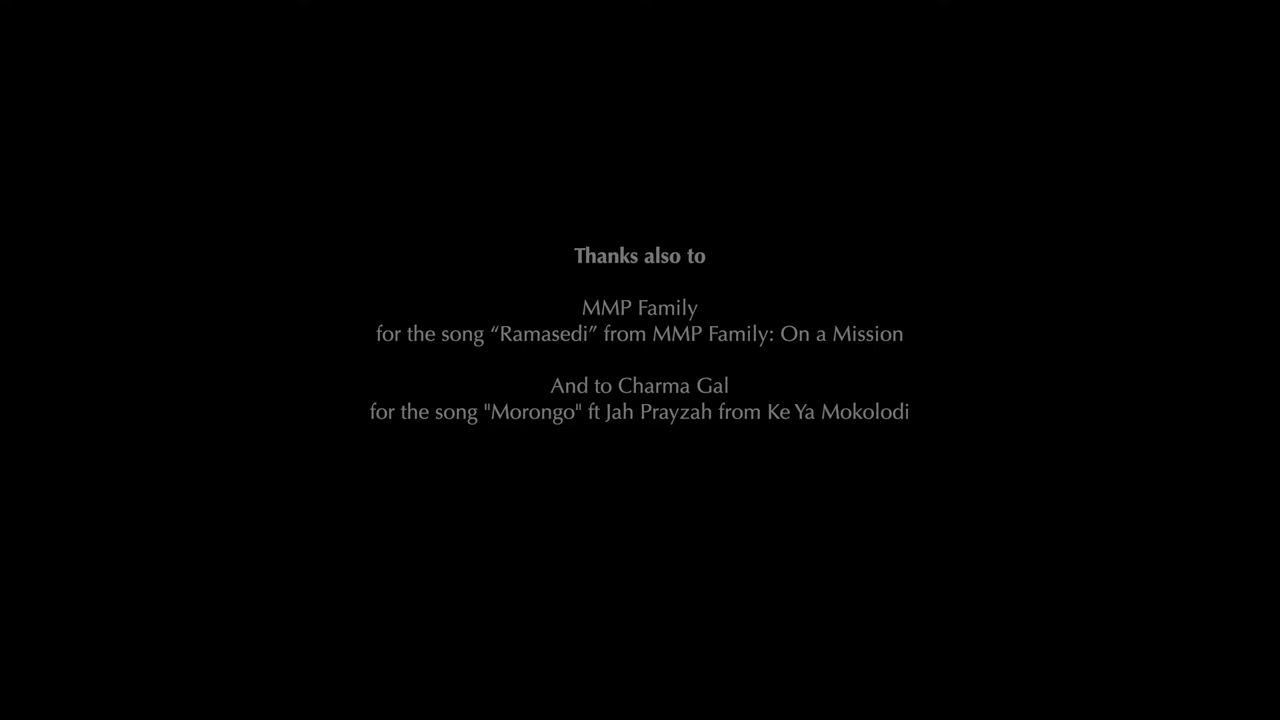 Thanks also to
MMP Family
for the song “Ramasedi” from MMP Family: On a Mission
And to Charma Gal
for the song "Morongo" ft Jah Prayzah from Ke Ya Mokolodi